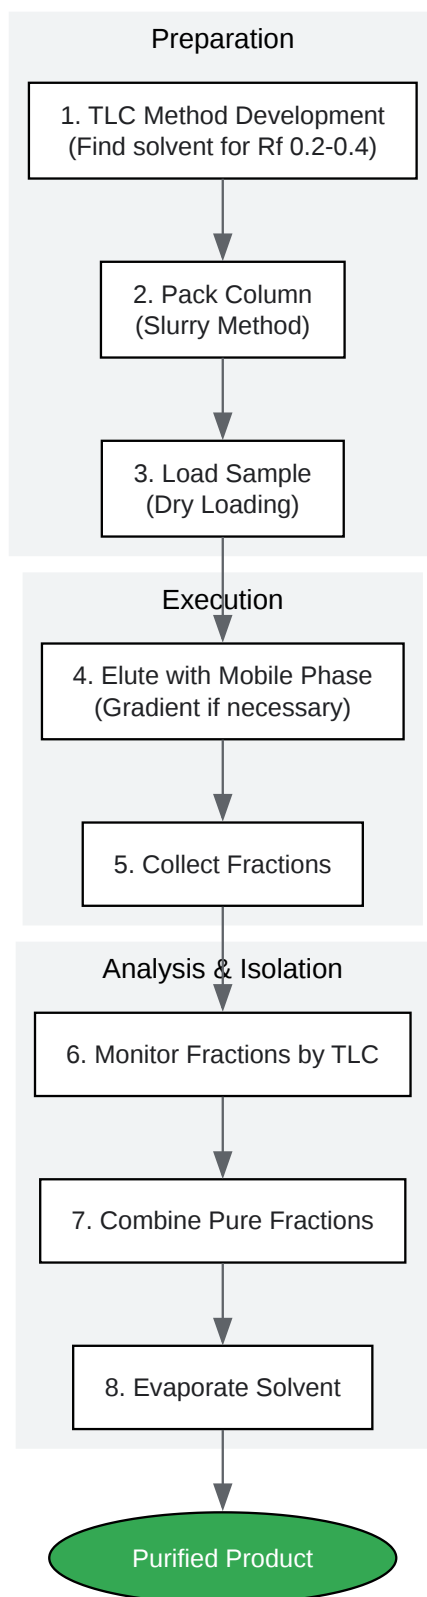 Preparation
1. TLC Method Development
(Find solvent for Rf 0.2-0.4)
2. Pack Column
(Slurry Method)
3. Load Sample
(Dry Loading)
Execution
4. Elute with Mobile Phase
(Gradient if necessary)
5. Collect Fractions
Analysis & Isolation
6. Monitor Fractions by TLC
7. Combine Pure Fractions
8. Evaporate Solvent
Purified Product